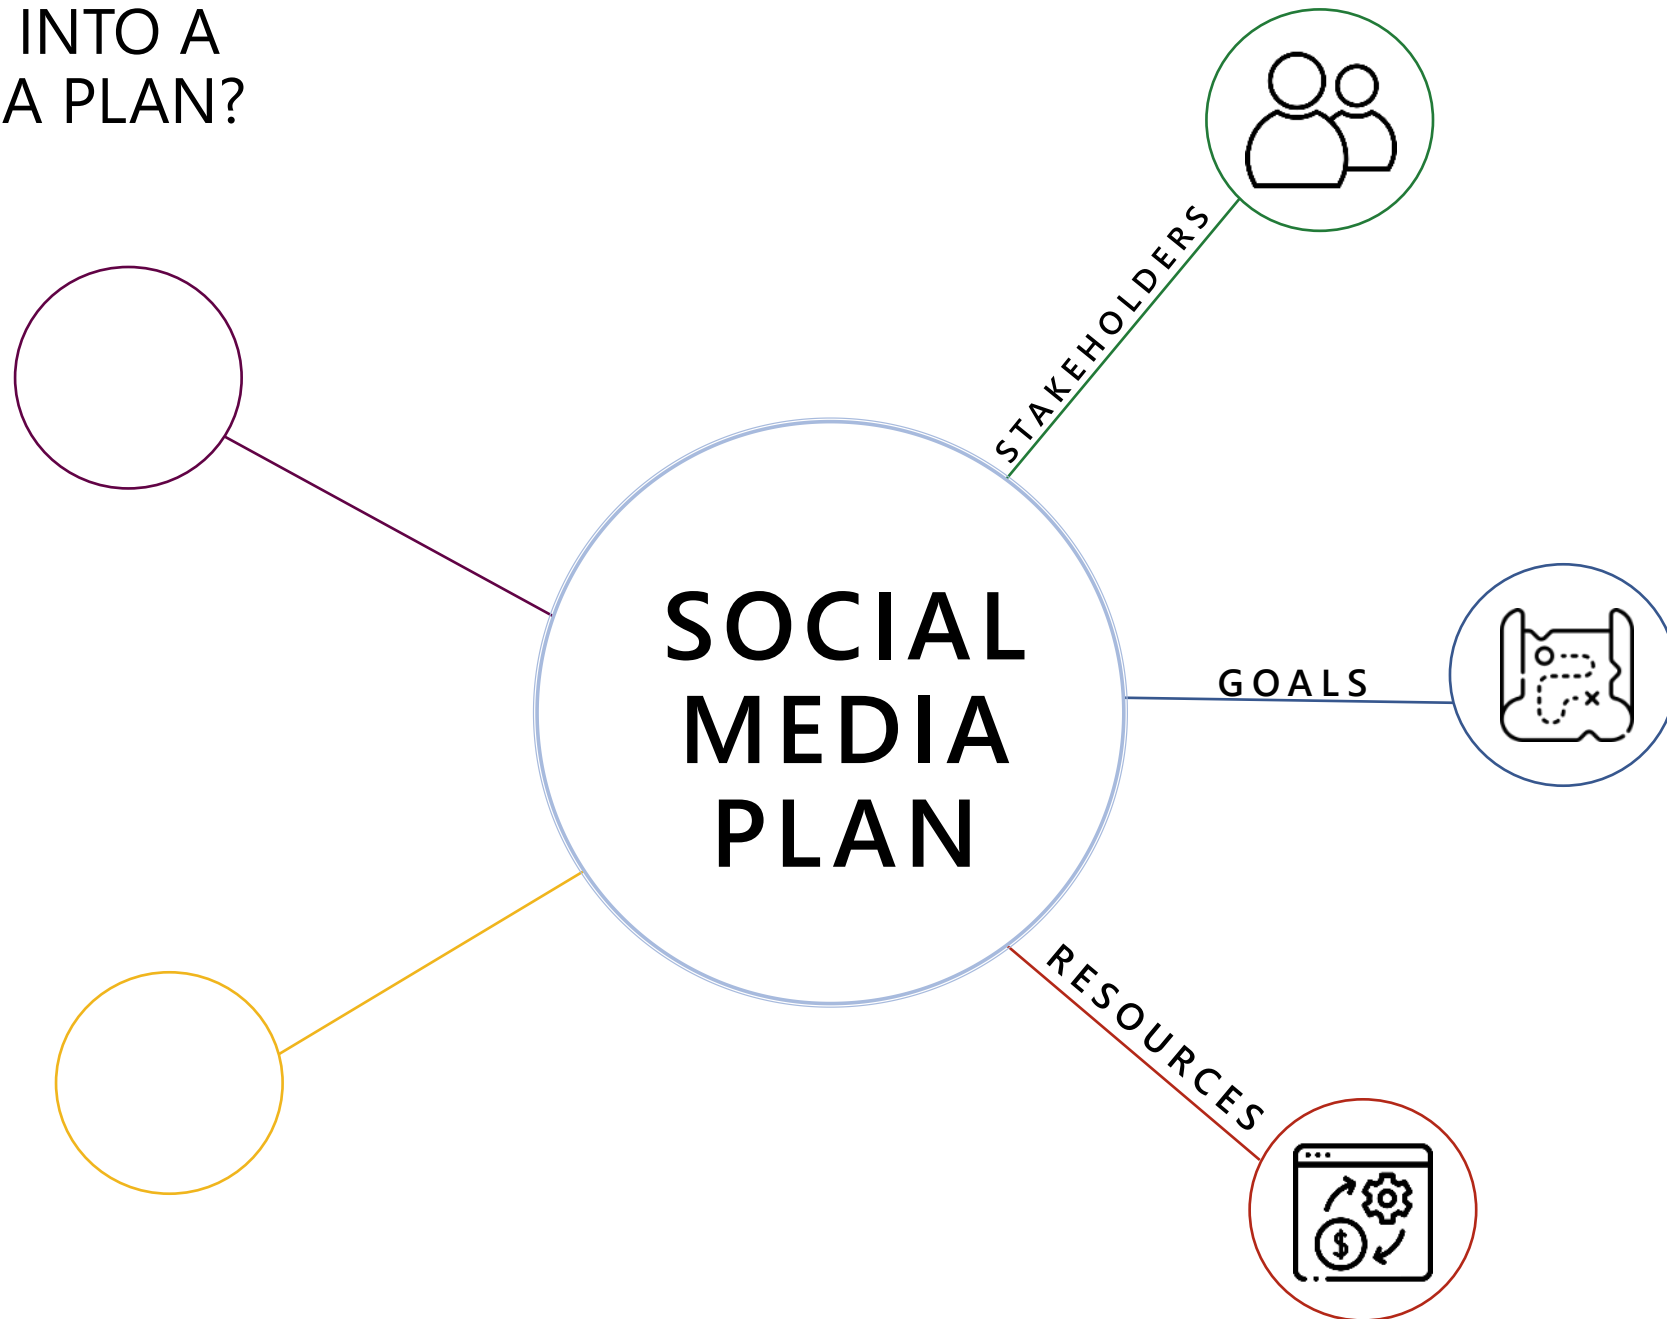 INTO A
A PLAN?
STAKEHOLDERS
SOCIAL
MEDIA
PLAN
GOALS
RESOURCES
$